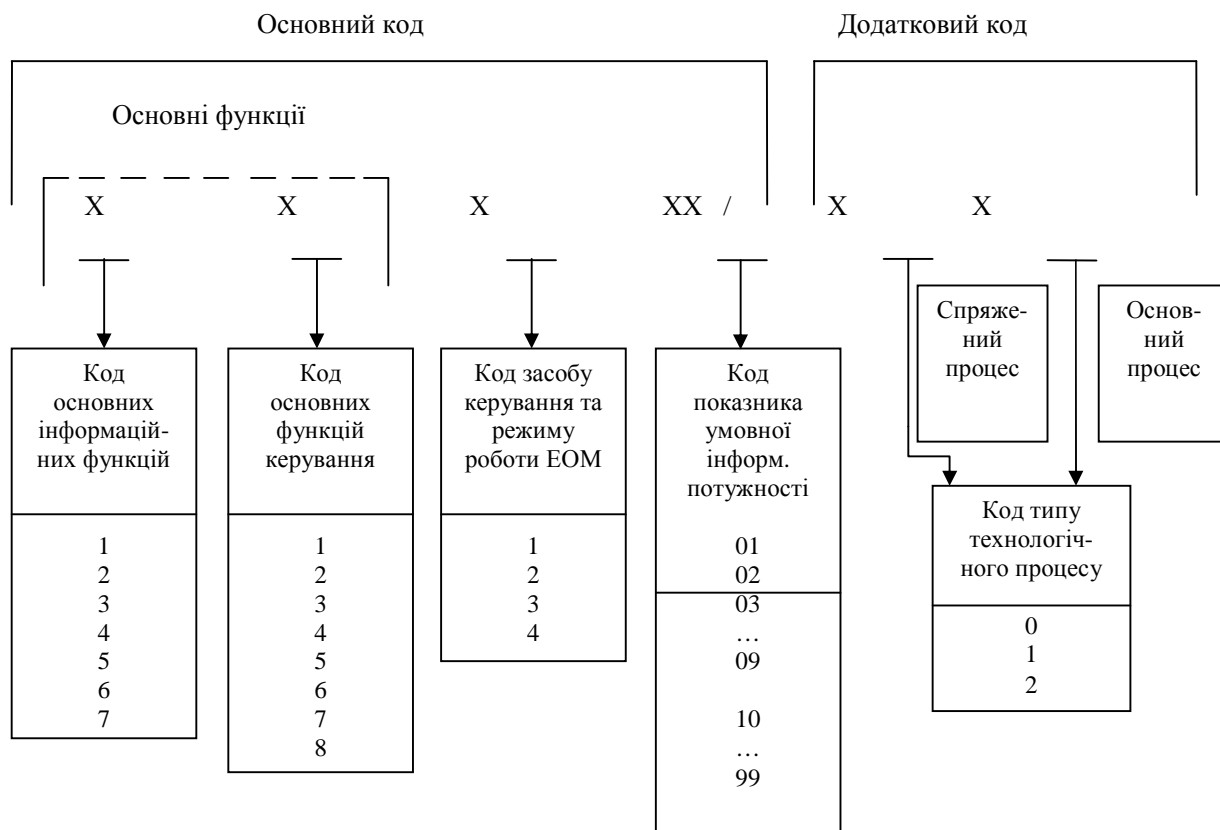 Основний код
Додатковий код
Основні функції
X X X XX / X X
Спряже-
ний
процес
Основ-
ний
процес
Код
основних
інформацій-
них функцій
1
2
3
4
5
6
7
Код
основних
функцій
керування
1
2
3
4
5
6
7
8
Код засобу
керування та
режиму
роботи ЕОМ
1
2
3
4
Код
показника
умовної
інформ.
потужності
01
02
03
…
09
10
…
99
Код типу
технологіч-
ного процесу
0
1
2